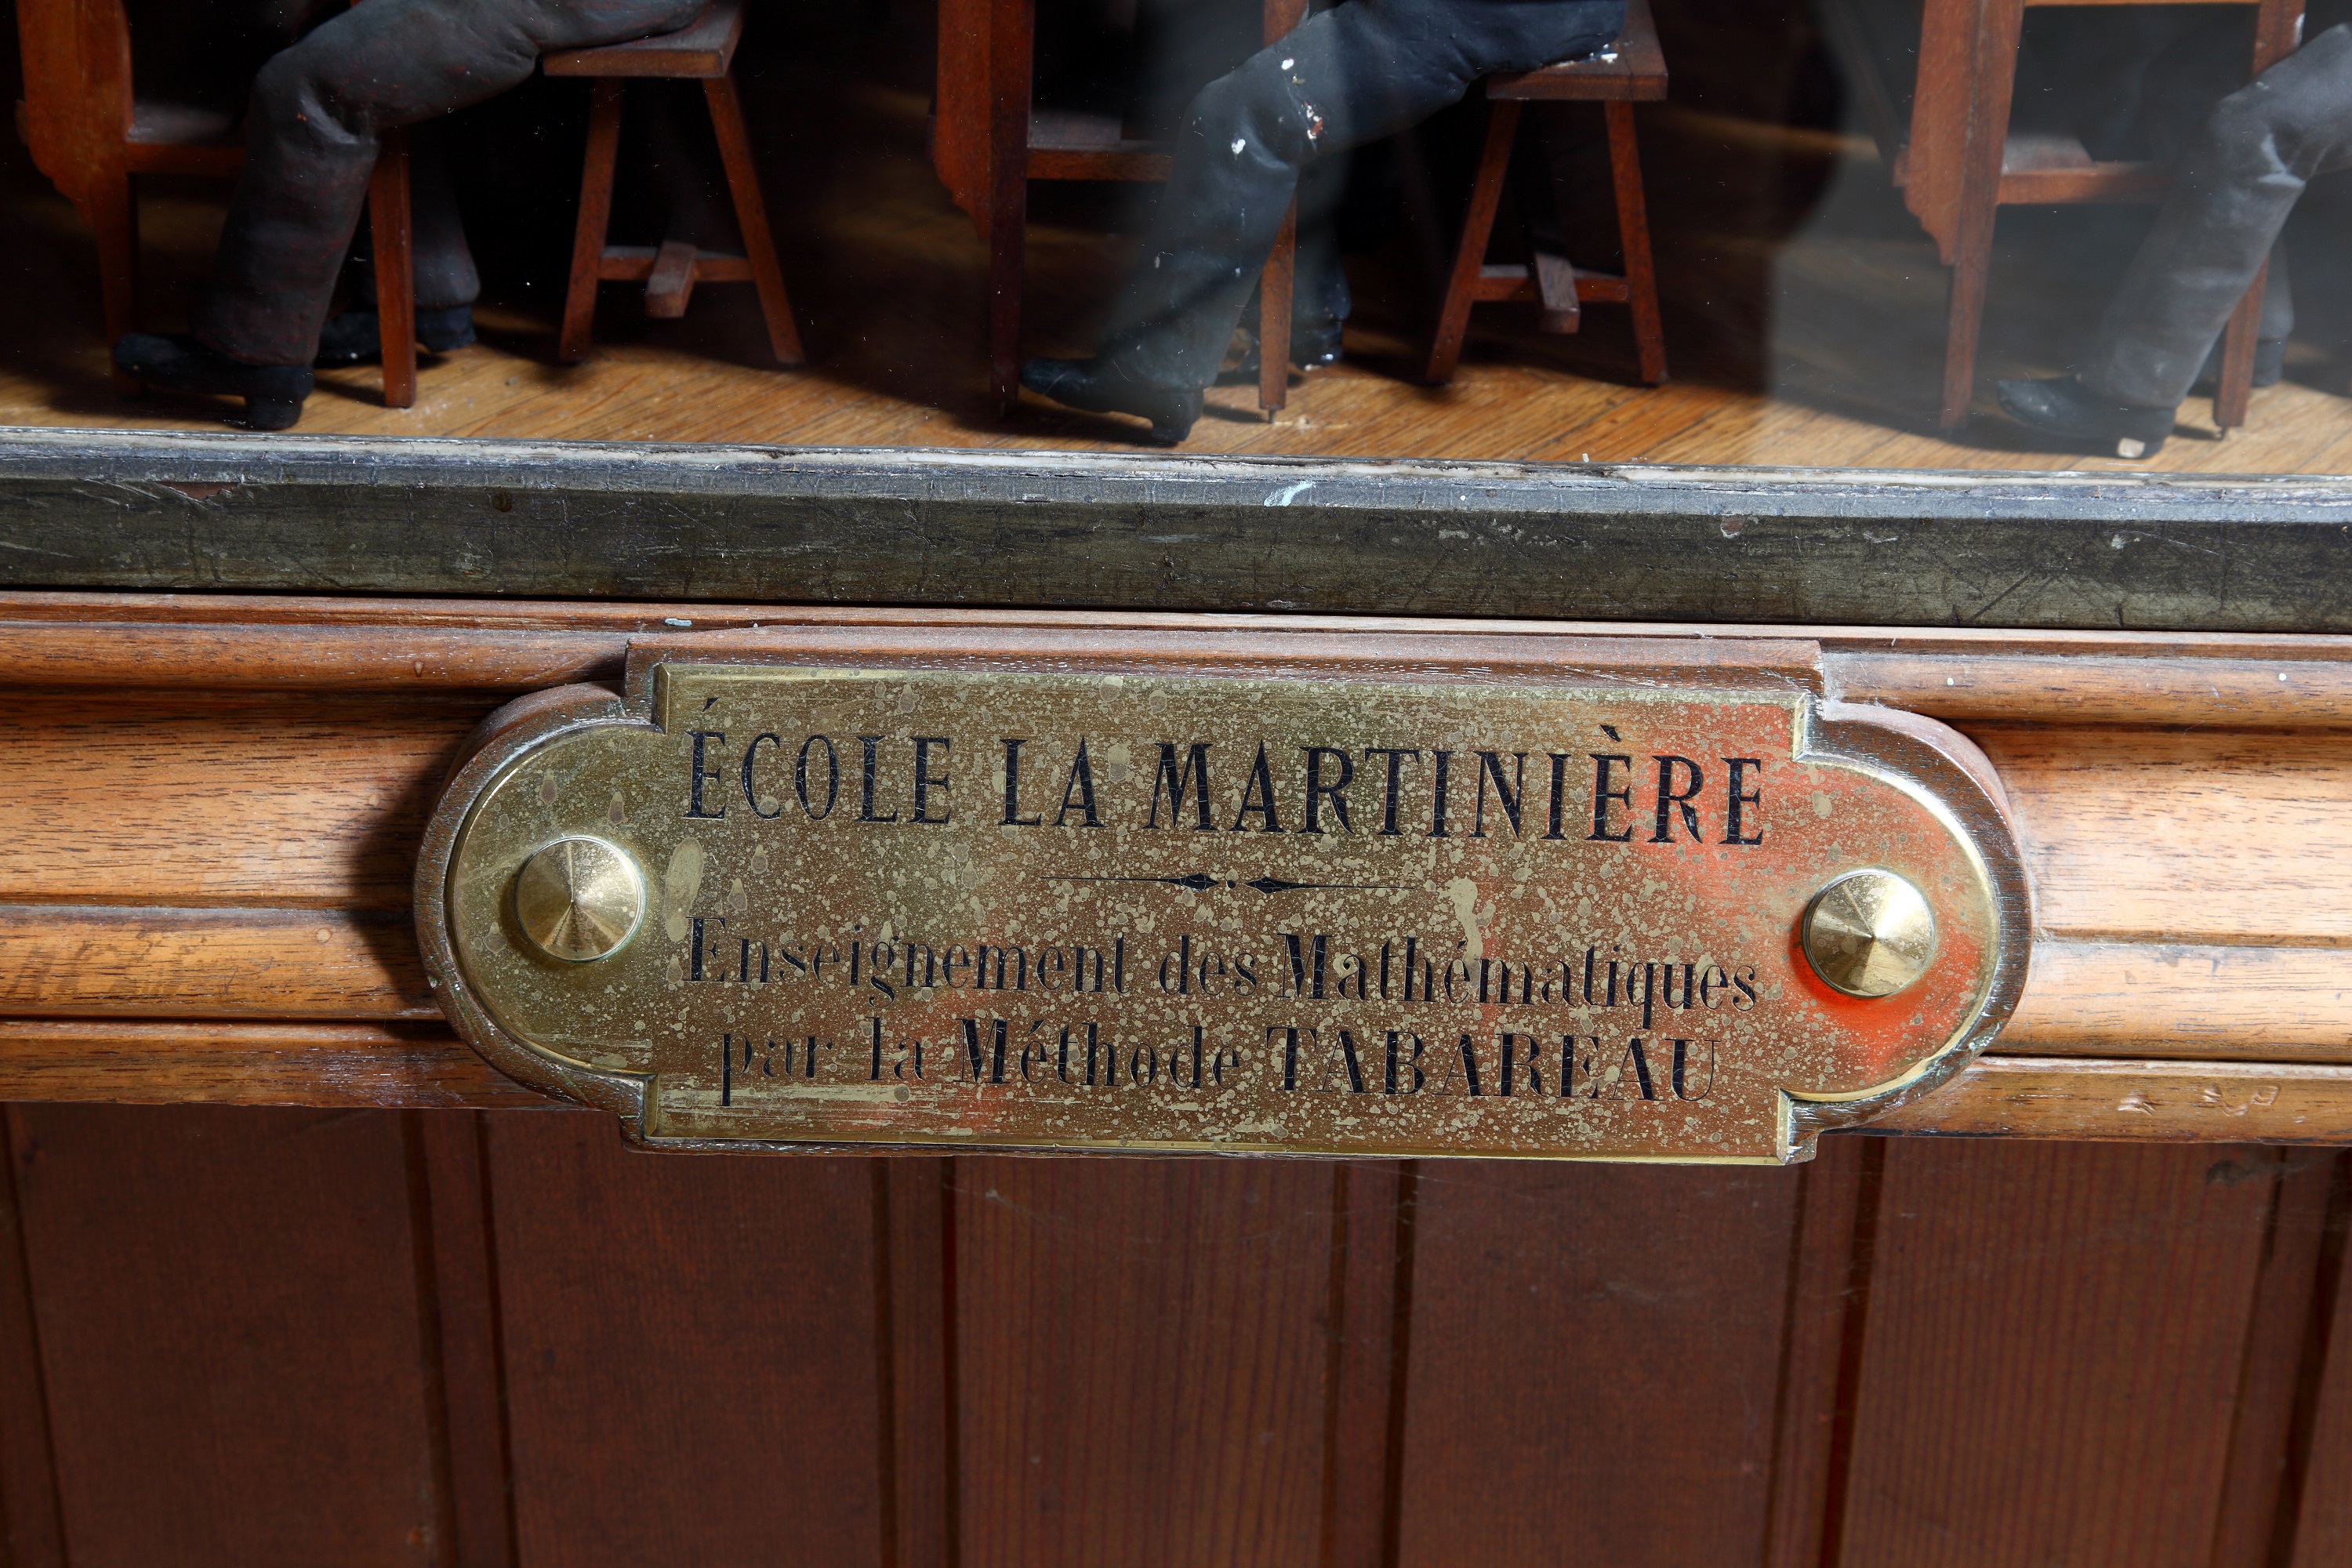 ÉCOLE LA MARTINIÈRE
Enseignement des Mathématiques
par la Méthode TABAREAU